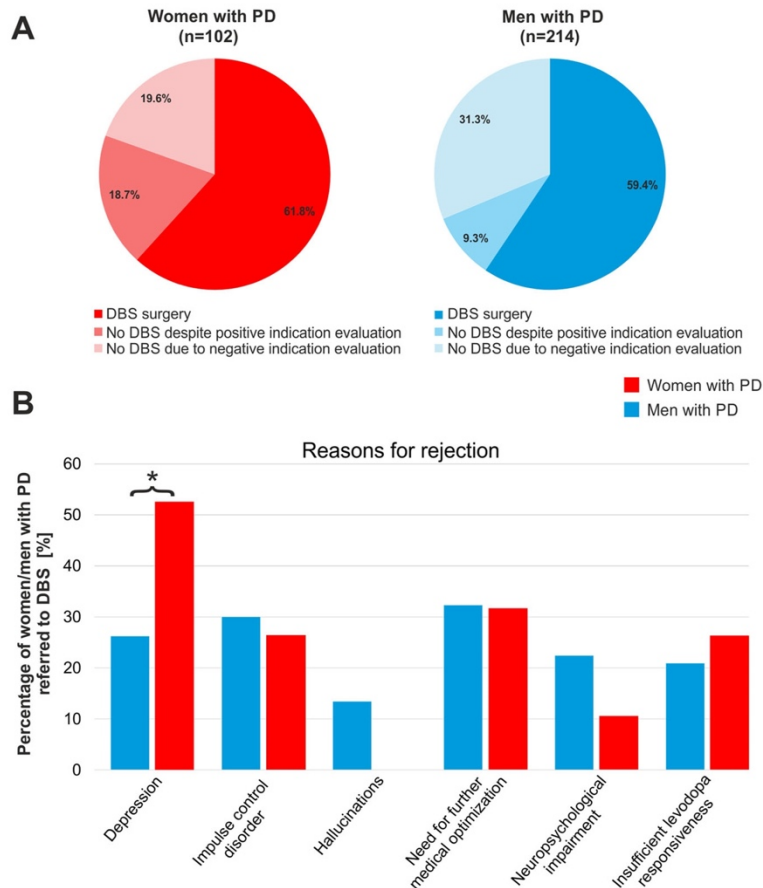 A
Women with PD
(n=102)
19.6%
18.7%
61.8%
DBS surgery
No DBS despite positive indication evaluation
No DBS due to negative indication evaluation
Men with PD
(n=214)
31.3%
9.3%
59.4%
DBS surgery
No DBS despite positive indication evaluation
No DBS due to negative indication evaluation
Women with PD
Men with PD
B
Reasons for rejection
Percentage of women/men with PD
referred to DBS [%]
60
50
40
30
20
10
0
*
Depression
Impulse control
disorder
Hallucinations
Need for further
medical optimization
Neuropsychological
impairment
Insufficient levodopa
responsiveness